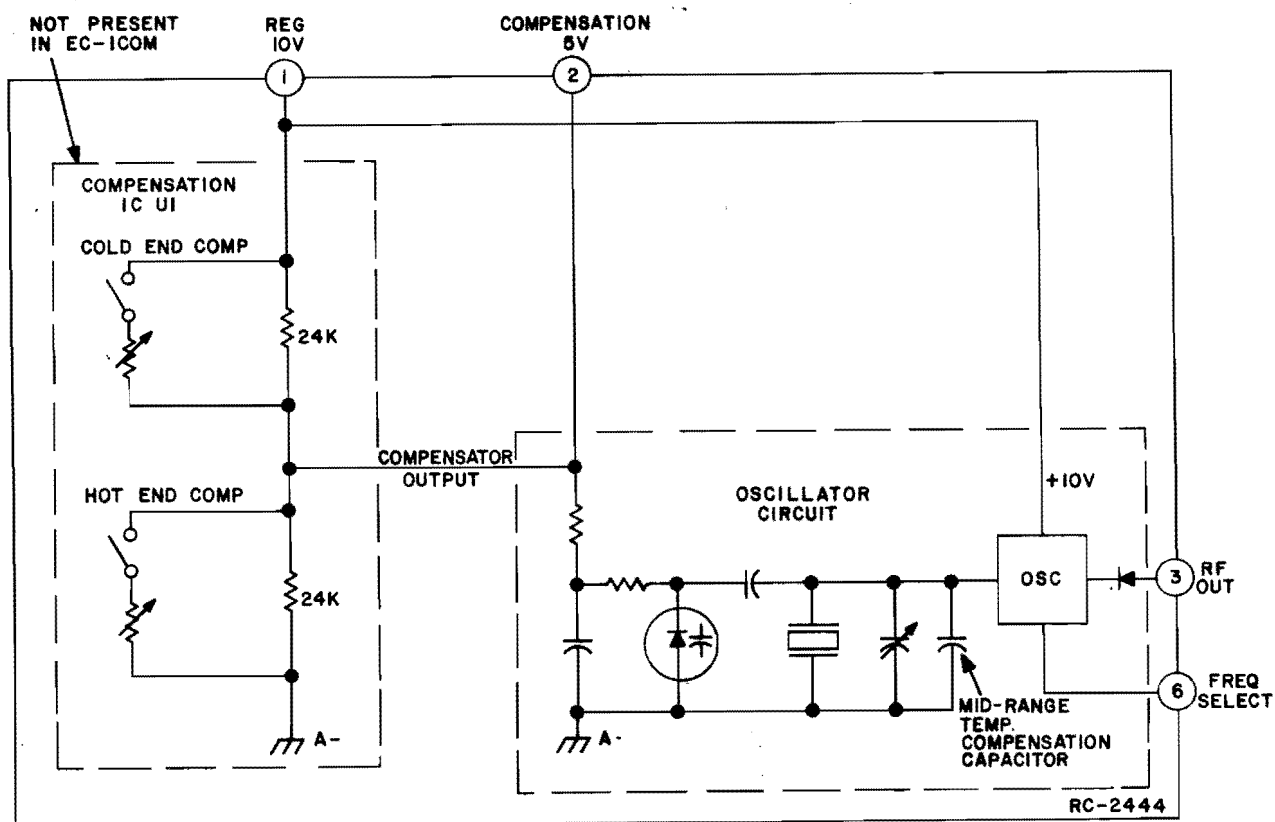 NOT PRESENT
IN EC-ICOM
REG
10V
COMPENSATION
5V
1
2
COMPENSATION
IC U1
COLD END COMP
24K
COMPENSATOR
OUTPUT
HOT END COMP
24K
A-
OSCILLATOR
CIRCUIT
+10V
OSC
3
RF
OUT
6
FREQ
SELECT
MID-RANGE
TEMP.
COMPENSATION
CAPACITOR
A-
RC-2444